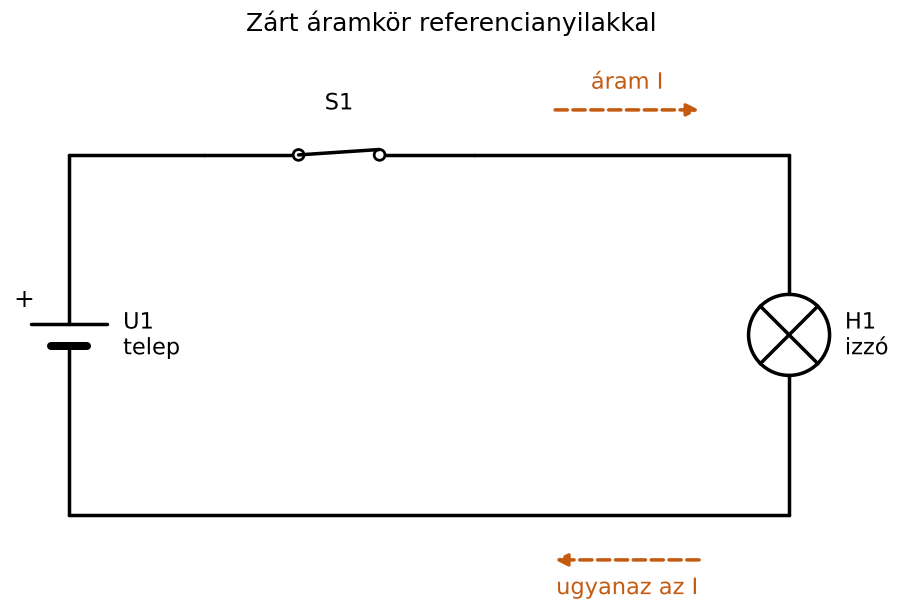 Zárt áramkör referencianyilakkal
áram I
S1
+
U1
telep
H1
izzó
ugyanaz az I